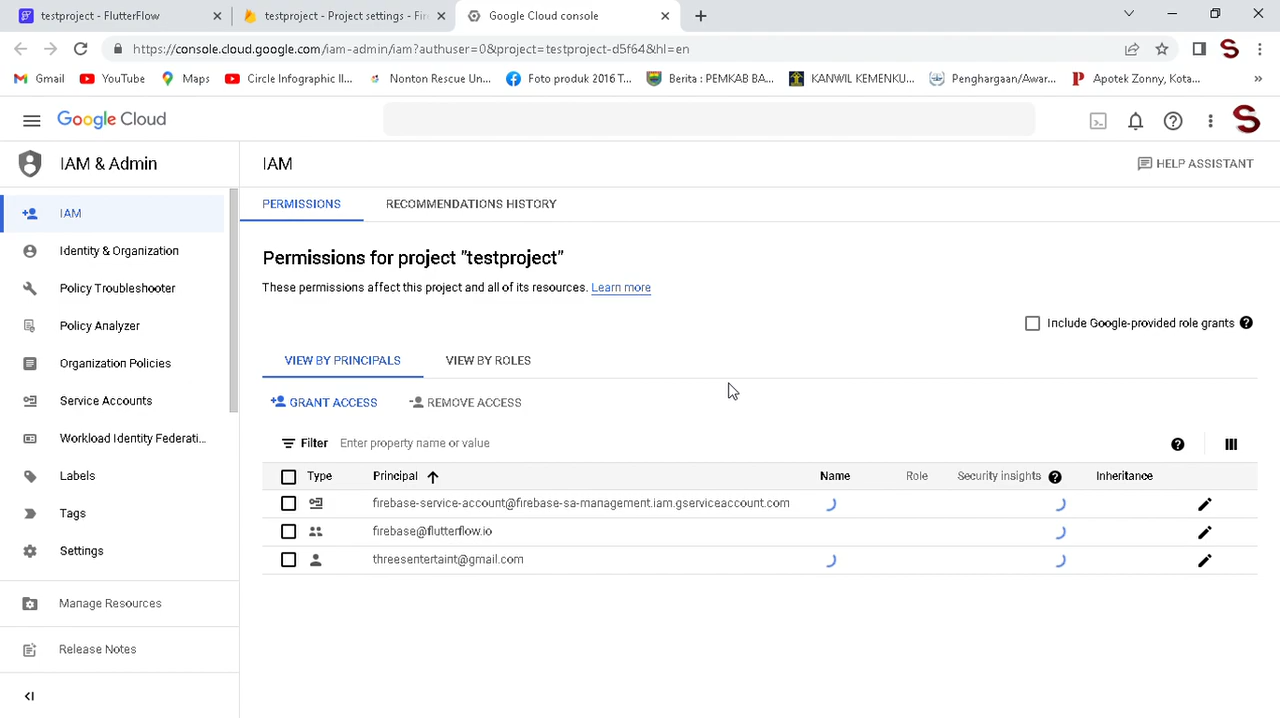 testproject - FlutterFlow
testproject - Project settings - Fire
Google Cloud console
https://console.cloud.google.com/iam-admin/iam?authuser=0&project=testproject-d5f64&hl=en
Gmail
YouTube
Maps
Circle Infographic Il...
Nonton Rescue Un...
Foto produk 2016 T...
Berita : PEMKAB BA...
KANWIL KEMENKU...
Penghargaan/Awar...
Apotek Zonny, Kota...
»
Google Cloud
IAM & Admin
IAM
HELP ASSISTANT
IAM
Identity & Organization
Policy Troubleshooter
Policy Analyzer
Organization Policies
Service Accounts
Workload Identity Federati...
Labels
Tags
Settings
Manage Resources
Release Notes
PERMISSIONS
RECOMMENDATIONS HISTORY
Permissions for project "testproject"
These permissions affect this project and all of its resources. Learn more
Include Google-provided role grants
VIEW BY PRINCIPALS
VIEW BY ROLES
GRANT ACCESS
REMOVE ACCESS
Filter Enter property name or value
Type Principal Name Role Security insights Inheritance
firebase-service-account@firebase-sa-management.iam.gserviceaccount.com
firebase@flutterflow.io
threesentertaint@gmail.com